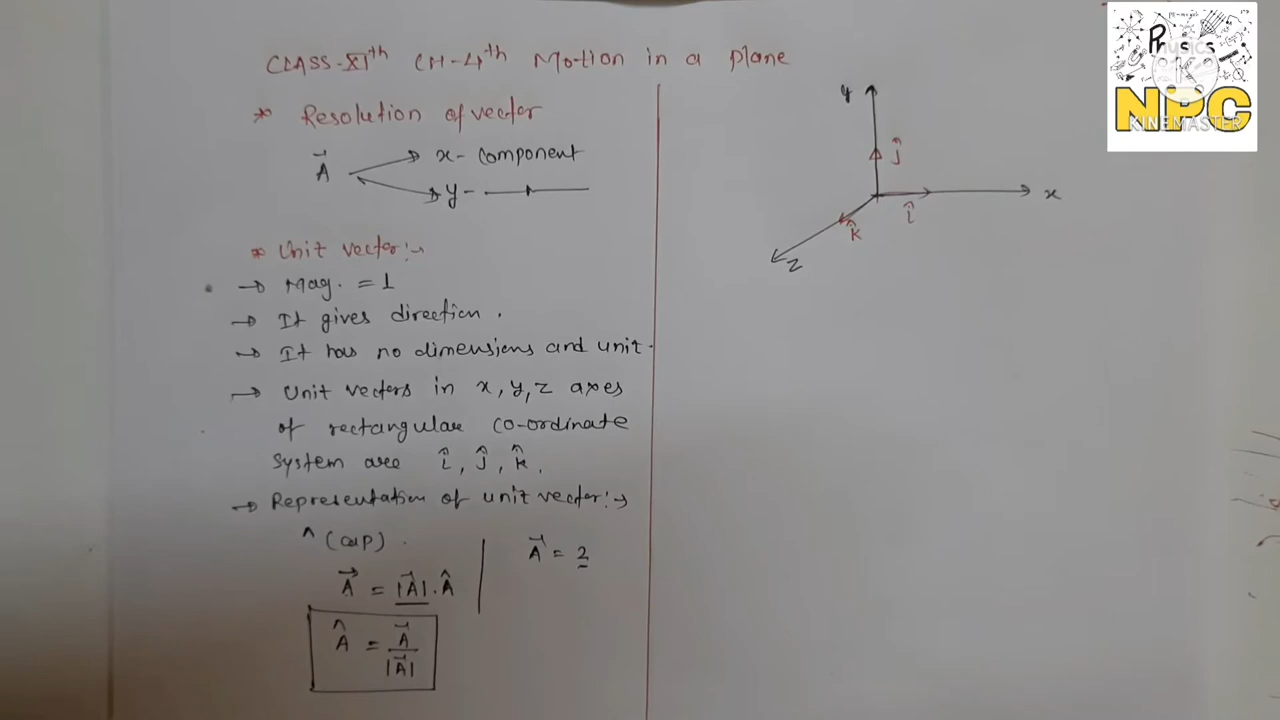 CLASS-XIth CH-4th Motion in a plane
* Resolution of vector
A⃗ → x- component
→ y- ——
* Unit vector:-
→ Mag. = 1
→ It gives direction.
→ It has no dimensions and unit.
→ Unit vectors in x, y, z axes
of rectangular co-ordinate
system are î, ĵ, k̂.
→ Representation of unit vector:→
^ (cap).
A⃗ = |A⃗|.Â
 = A⃗/|A⃗|
A⃗ = 2
y
ĵ
x
î
k̂
z
Physics
K
NPC
KINEMASTER